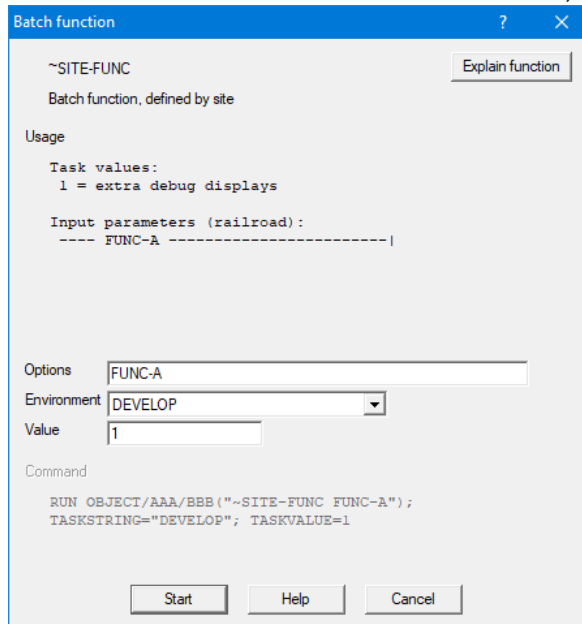 Batch function
~SITE-FUNC
Explain function
Batch function, defined by site
Usage
Task values:
1 = extra debug displays
Input parameters (railroad):
---- FUNC-A ------------------------|
Options FUNC-A
Environment DEVELOP
Value 1
Command
RUN OBJECT/AAA/BBB("~SITE-FUNC FUNC-A");
TASKSTRING="DEVELOP"; TASKVALUE=1
Start Help Cancel